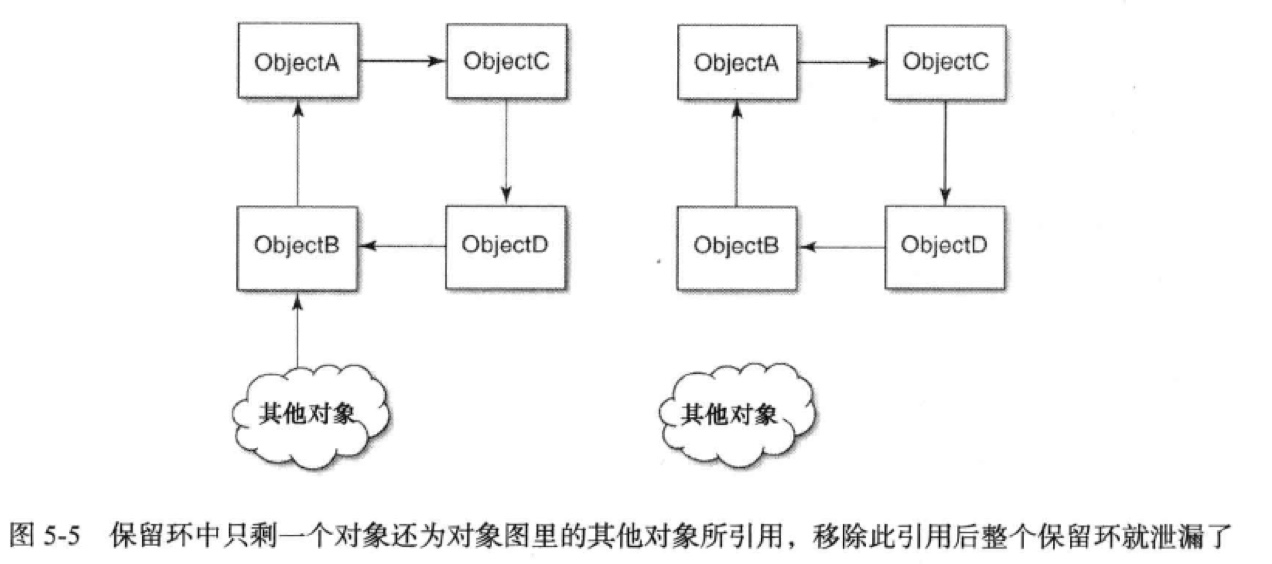 ObjectA
ObjectC
ObjectA
ObjectC
ObjectB
ObjectD
ObjectB
ObjectD
其他对象
其他对象
图 5-5 保留环中只剩一个对象还为对象图里的其他对象所引用，移除此引用后整个保留环就泄漏了